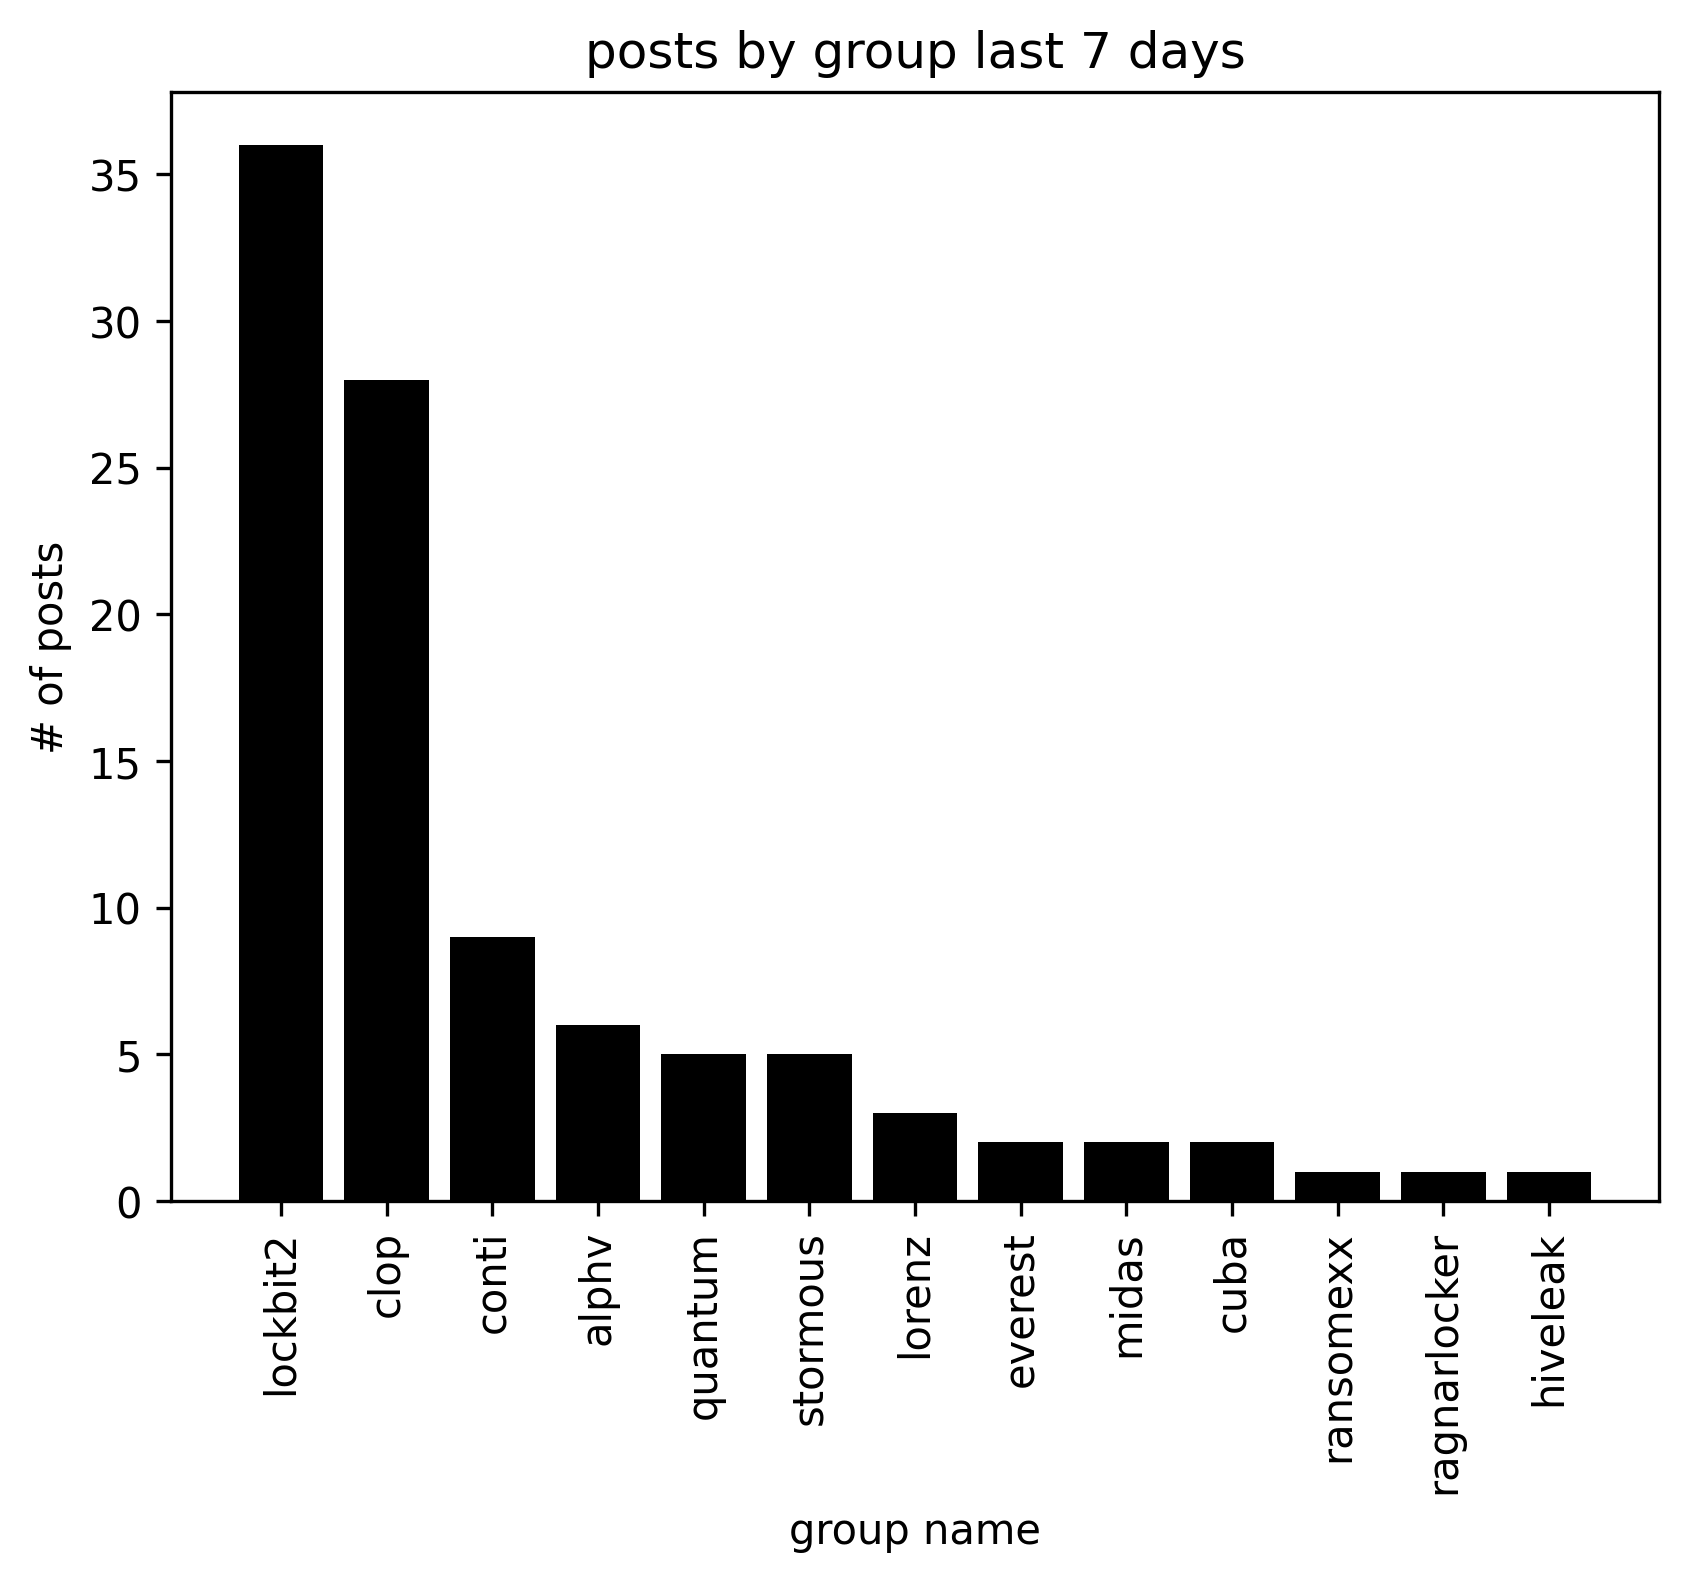 posts by group last 7 days
# of posts
35
30
25
20
15
10
5
0
lockbit2
clop
conti
alphv
quantum
stormous
lorenz
everest
midas
cuba
ransomexx
ragnarlocker
hiveleak
group name